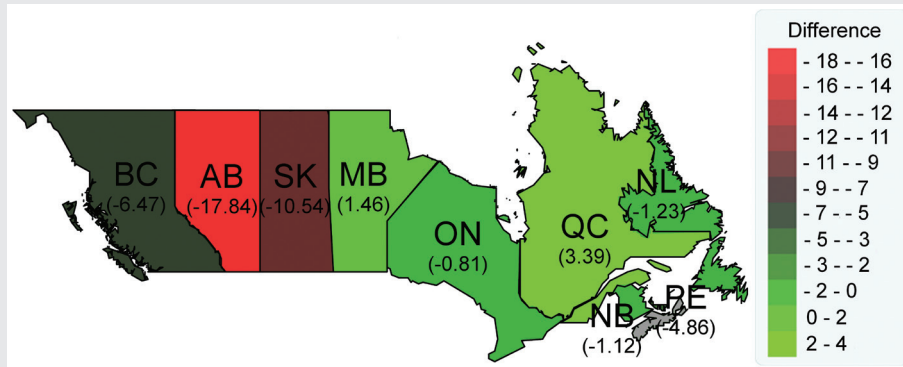 Difference
- 18 - - 16
- 16 - - 14
- 14 - - 12
- 12 - - 11
- 11 - - 9
- 9 - - 7
- 7 - - 5
- 5 - - 3
- 3 - - 2
- 2 - 0
0 - 2
2 - 4
BC
(-6.47)
AB
(-17.84)
SK
(-10.54)
MB
(1.46)
ON
(-0.81)
QC
(3.39)
NL
(-1.23)
NB
(-1.12)
PE
(-4.86)